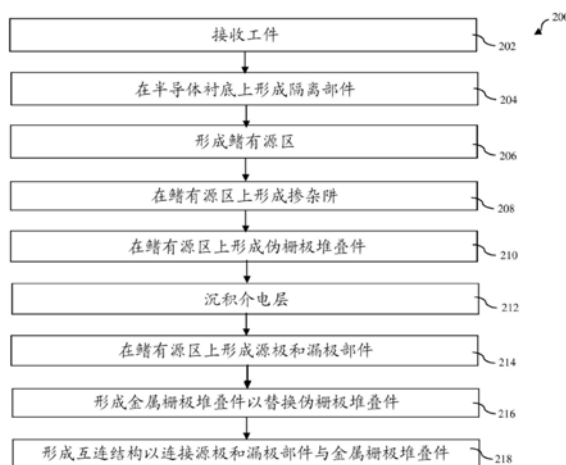 200
接收工件
202
在半导体衬底上形成隔离部件
204
形成鳍有源区
206
在鳍有源区上形成掺杂阱
208
在鳍有源区上形成伪栅极堆叠件
210
沉积介电层
212
在鳍有源区上形成源极和漏极部件
214
形成金属栅极堆叠件以替换伪栅极堆叠件
216
形成互连结构以连接源极和漏极部件与金属栅极堆叠件
218